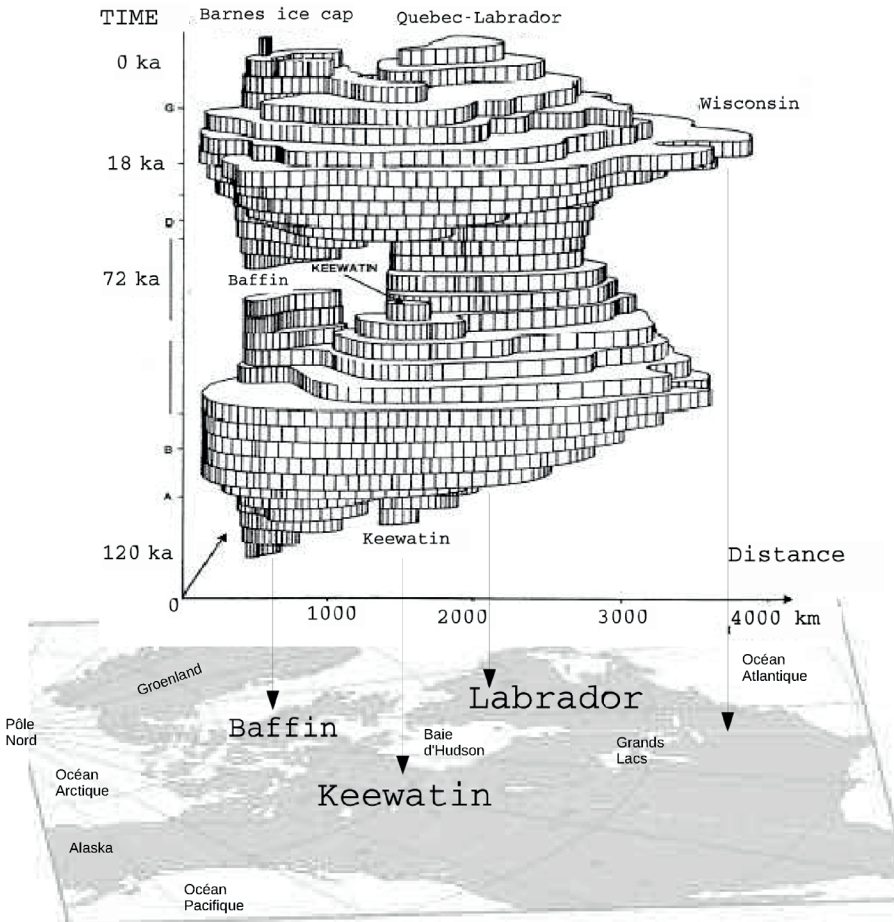 TIME
Barnes ice cap
Quebec-Labrador
0 ka
G
Wisconsin
18 ka
D
72 ka
Baffin
KEEWATIN
B
A
Keewatin
120 ka
Distance
0
1000
2000
3000
4000 km
Groenland
Océan
Atlantique
Labrador
Pôle
Nord
Baffin
Baie
d'Hudson
Grands
Lacs
Océan
Arctique
Keewatin
Alaska
Océan
Pacifique